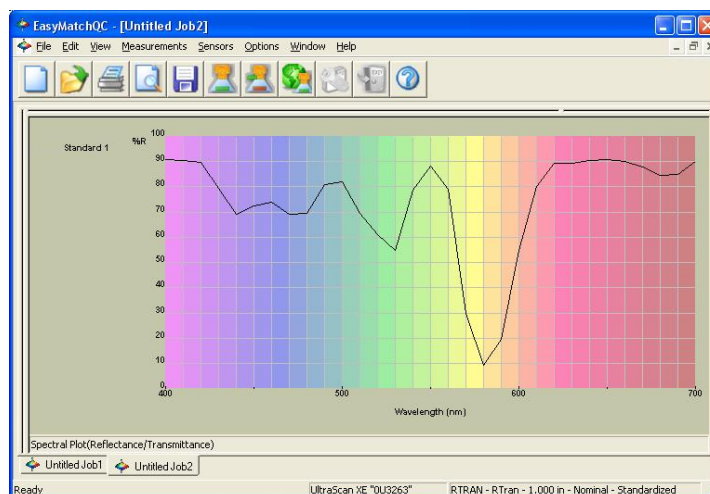 EasyMatchQC - [Untitled Job2]
File Edit View Measurements Sensors Options Window Help
Standard 1
%R
100
90
80
70
60
50
40
30
20
10
0
400 500 600 700
Wavelength (nm)
Spectral Plot(Reflectance/Transmittance)
Untitled Job1 Untitled Job2
Ready UltraScan XE "0U3263" RTRAN - RTran - 1.000 in - Nominal - Standardized